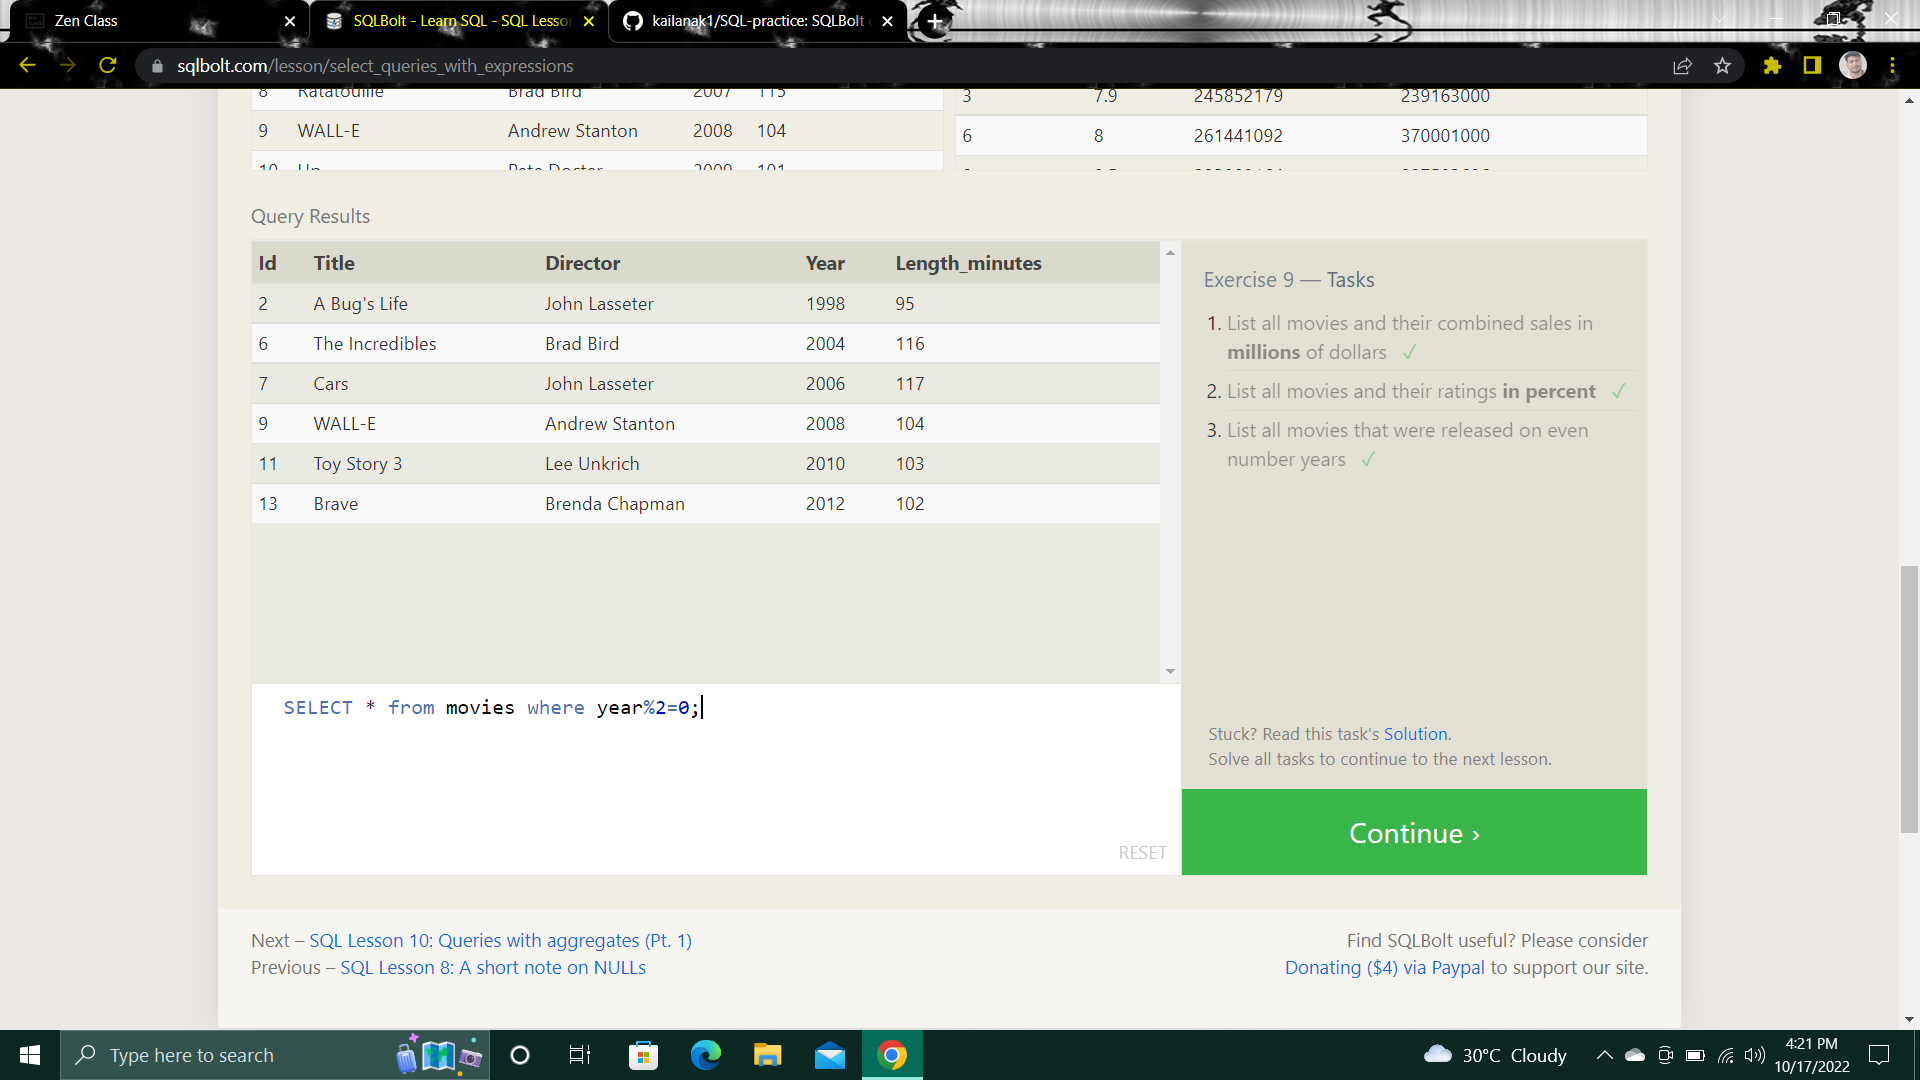 Zen Class
SQLBolt - Learn SQL - SQL Lesso
kailanak1/SQL-practice: SQLBolt
sqlbolt.com/lesson/select_queries_with_expressions
8 Ratatouille Brad Bird 2007 115
9 WALL-E Andrew Stanton 2008 104
10 Up Pete Docter 2009 101
3 7.9 245852179 239163000
6 8 261441092 370001000
Query Results
Id Title Director Year Length_minutes
2 A Bug's Life John Lasseter 1998 95
6 The Incredibles Brad Bird 2004 116
7 Cars John Lasseter 2006 117
9 WALL-E Andrew Stanton 2008 104
11 Toy Story 3 Lee Unkrich 2010 103
13 Brave Brenda Chapman 2012 102
SELECT * from movies where year%2=0;
RESET
Exercise 9 — Tasks
1. List all movies and their combined sales in
millions of dollars ✓
2. List all movies and their ratings in percent ✓
3. List all movies that were released on even
number years ✓
Stuck? Read this task's Solution.
Solve all tasks to continue to the next lesson.
Continue ›
Next – SQL Lesson 10: Queries with aggregates (Pt. 1)
Previous – SQL Lesson 8: A short note on NULLs
Find SQLBolt useful? Please consider
Donating ($4) via Paypal to support our site.
Type here to search
30°C Cloudy
4:21 PM
10/17/2022